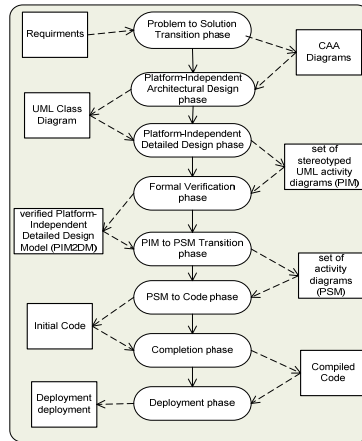 Problem to Solution
Transition phase
Requirments
CAA
Diagrams
Platform-Independent
Architectural Design
phase
UML Class
Diagram
Platform-Independent
Detailed Design phase
set of
stereotyped
UML activity
diagrams (PIM)
Formal Verification
phase
verified Platform-
Independent
Detailed Design
Model (PIM2DM)
PIM to PSM Transition
phase
set of
activity
diagrams
(PSM)
PSM to Code phase
Initial Code
Completion phase
Compiled
Code
Deployment
deployment
Deployment phase